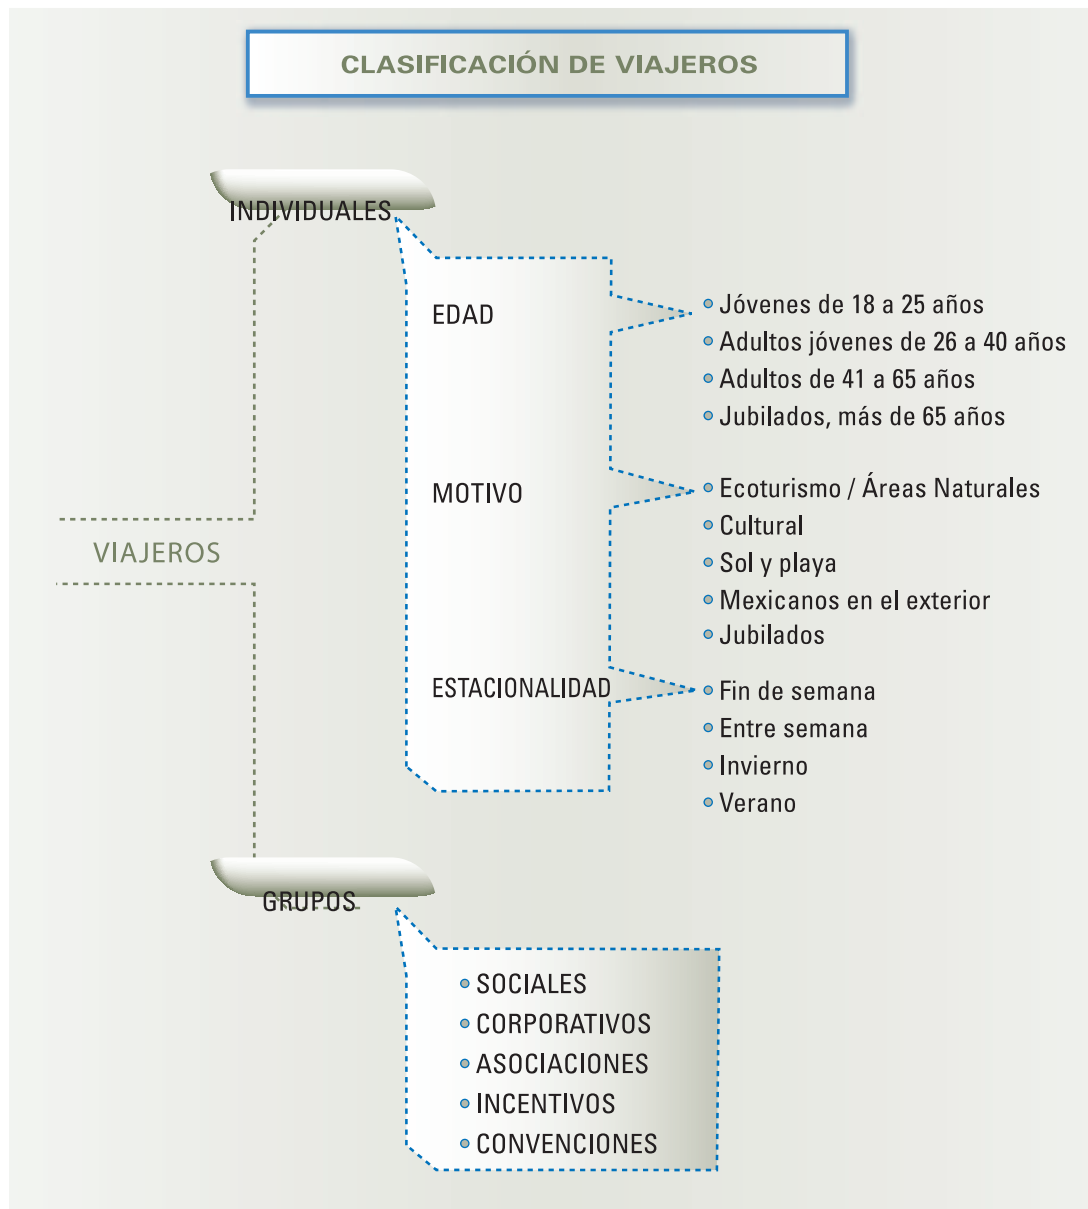 CLASIFICACIÓN DE VIAJEROS
INDIVIDUALES
EDAD
• Jóvenes de 18 a 25 años
• Adultos jóvenes de 26 a 40 años
• Adultos de 41 a 65 años
• Jubilados, más de 65 años
MOTIVO
• Ecoturismo / Áreas Naturales
• Cultural
• Sol y playa
• Mexicanos en el exterior
• Jubilados
VIAJEROS
ESTACIONALIDAD
• Fin de semana
• Entre semana
• Invierno
• Verano
GRUPOS
• SOCIALES
• CORPORATIVOS
• ASOCIACIONES
• INCENTIVOS
• CONVENCIONES